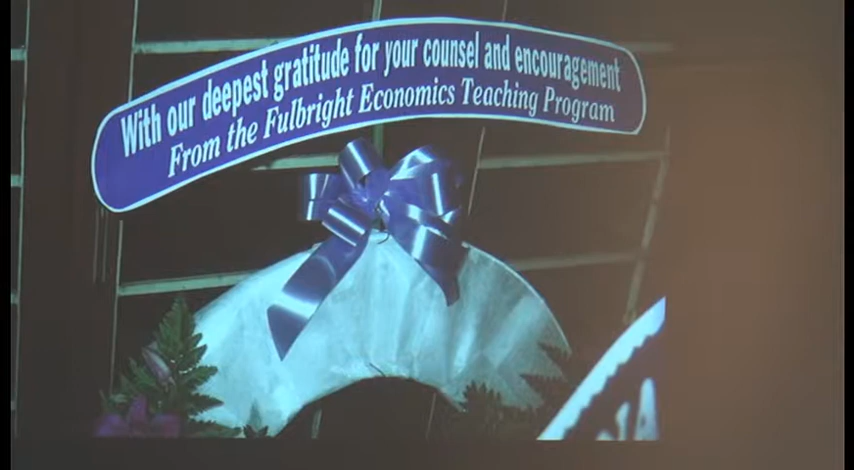 With our deepest gratitude for your counsel and encouragement
From the Fulbright Economics Teaching Program